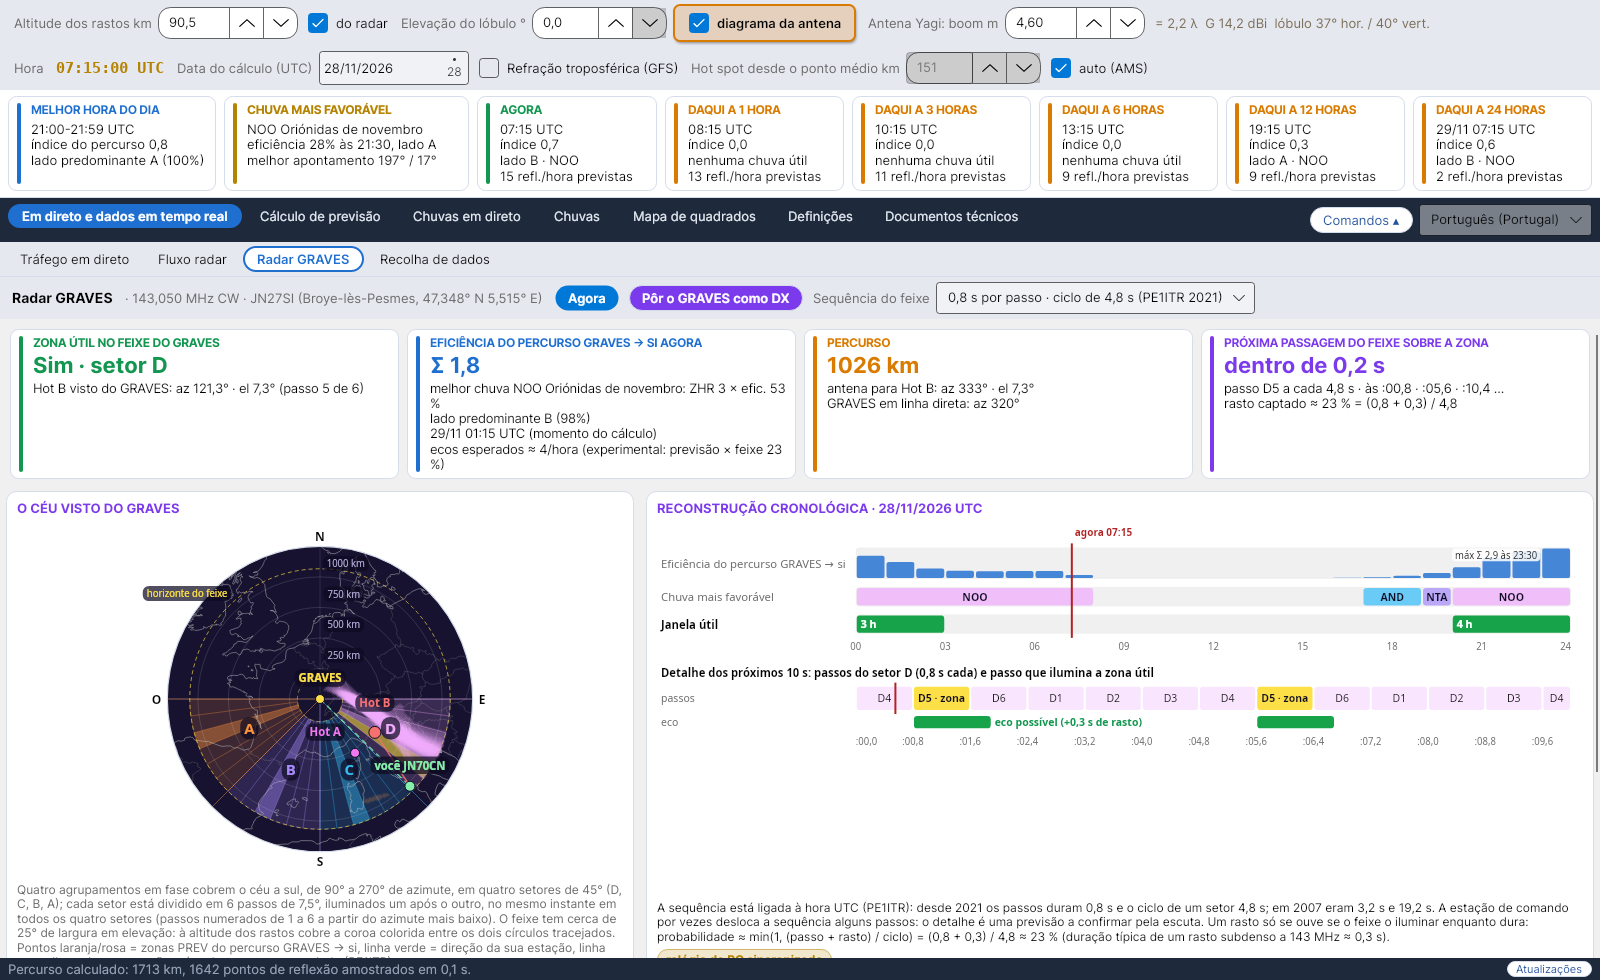 Altitude dos rastos km 90,5 do radar Elevação do lóbulo ° 0,0 diagrama da antena Antena Yagi: boom m 4,60 = 2,2 λ G 14,2 dBi lóbulo 37° hor. / 40° vert.
Hora 07:15:00 UTC Data do cálculo (UTC) 28/11/2026 28 Refração troposférica (GFS) Hot spot desde o ponto médio km 151 auto (AMS)
MELHOR HORA DO DIA
21:00-21:59 UTC
índice do percurso 0,8
lado predominante A (100%)
CHUVA MAIS FAVORÁVEL
NOO Oriónidas de novembro
eficiência 28% às 21:30, lado A
melhor apontamento 197° / 17°
AGORA
07:15 UTC
índice 0,7
lado B · NOO
15 refl./hora previstas
DAQUI A 1 HORA
08:15 UTC
índice 0,0
nenhuma chuva útil
13 refl./hora previstas
DAQUI A 3 HORAS
10:15 UTC
índice 0,0
nenhuma chuva útil
11 refl./hora previstas
DAQUI A 6 HORAS
13:15 UTC
índice 0,0
nenhuma chuva útil
9 refl./hora previstas
DAQUI A 12 HORAS
19:15 UTC
índice 0,3
lado A · NOO
9 refl./hora previstas
DAQUI A 24 HORAS
29/11 07:15 UTC
índice 0,6
lado B · NOO
2 refl./hora previstas
Em direto e dados em tempo real Cálculo de previsão Chuvas em direto Chuvas Mapa de quadrados Definições Documentos técnicos Comandos ▴ Português (Portugal)
Tráfego em direto Fluxo radar Radar GRAVES Recolha de dados
Radar GRAVES · 143,050 MHz CW · JN27SI (Broye-lès-Pesmes, 47,348° N 5,515° E) Agora Pôr o GRAVES como DX Sequência do feixe 0,8 s por passo · ciclo de 4,8 s (PE1ITR 2021)
ZONA ÚTIL NO FEIXE DO GRAVES
Sim · setor D
Hot B visto do GRAVES: az 121,3° · el 7,3° (passo 5 de 6)
EFICIÊNCIA DO PERCURSO GRAVES → SI AGORA
Σ 1,8
melhor chuva NOO Oriónidas de novembro: ZHR 3 × efic. 53
%
lado predominante B (98%)
29/11 01:15 UTC (momento do cálculo)
ecos esperados ≈ 4/hora (experimental: previsão × feixe 23
%)
PERCURSO
1026 km
antena para Hot B: az 333° · el 7,3°
GRAVES em linha direta: az 320°
PRÓXIMA PASSAGEM DO FEIXE SOBRE A ZONA
dentro de 0,2 s
passo D5 a cada 4,8 s · às :00,8 · :05,6 · :10,4 ...
rasto captado ≈ 23 % = (0,8 + 0,3) / 4,8
O CÉU VISTO DO GRAVES
N
1000 km
horizonte do feixe
750 km
500 km
250 km
GRAVES
O
E
Hot B
A
Hot A
D
B
C
você JN70CN
S
Quatro agrupamentos em fase cobrem o céu a sul, de 90° a 270° de azimute, em quatro setores de 45° (D,
C, B, A); cada setor está dividido em 6 passos de 7,5°, iluminados um após o outro, no mesmo instante em
todos os quatro setores (passos numerados de 1 a 6 a partir do azimute mais baixo). O feixe tem cerca de
25° de largura em elevação: à altitude dos rastos cobre a coroa colorida entre os dois círculos tracejados.
Pontos laranja/rosa = zonas PREV do percurso GRAVES → si, linha verde = direção da sua estação, linha
RECONSTRUÇÃO CRONOLÓGICA · 28/11/2026 UTC
agora 07:15
Eficiência do percurso GRAVES → si
máx Σ 2,9 às 23:30
Chuva mais favorável NOO AND NTA NOO
Janela útil 3 h 4 h
00 03 06 09 12 15 18 21 24
Detalhe dos próximos 10 s: passos do setor D (0,8 s cada) e passo que ilumina a zona útil
passos D4 D5 · zona D6 D1 D2 D3 D4 D5 · zona D6 D1 D2 D3 D4
eco eco possível (+0,3 s de rasto)
:00,0 :00,8 :01,6 :02,4 :03,2 :04,0 :04,8 :05,6 :06,4 :07,2 :08,0 :08,8 :09,6
A sequência está ligada à hora UTC (PE1ITR): desde 2021 os passos duram 0,8 s e o ciclo de um setor 4,8 s; em 2007 eram 3,2 s e 19,2 s. A estação de comando
por vezes desloca a sequência alguns passos: o detalhe é uma previsão a confirmar pela escuta. Um rasto só se ouve se o feixe o iluminar enquanto dura:
probabilidade ≈ min(1, (passo + rasto) / ciclo) = (0,8 + 0,3) / 4,8 ≈ 23 % (duração típica de um rasto subdenso a 143 MHz ≈ 0,3 s).
Percurso calculado: 1713 km, 1642 pontos de reflexão amostrados em 0,1 s. Atualizações